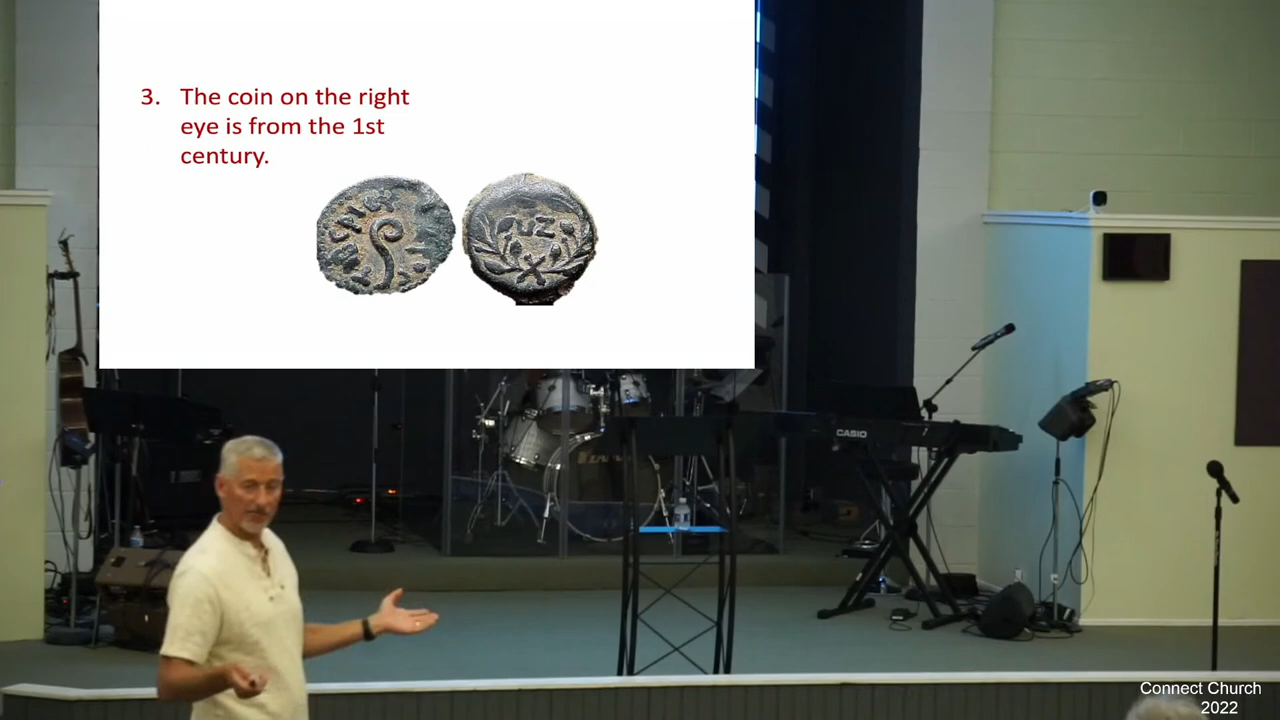 3. The coin on the right
eye is from the 1st
century.
CASIO
Connect Church
2022